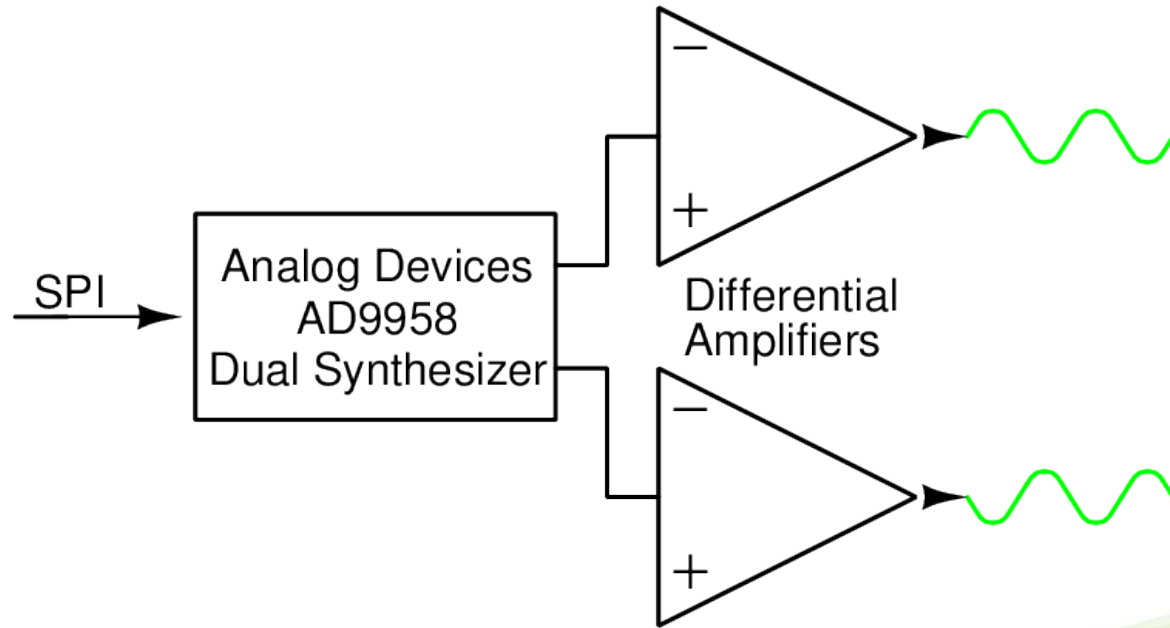 −
+
SPI
Analog Devices
AD9958
Dual Synthesizer
Differential
Amplifiers
−
+